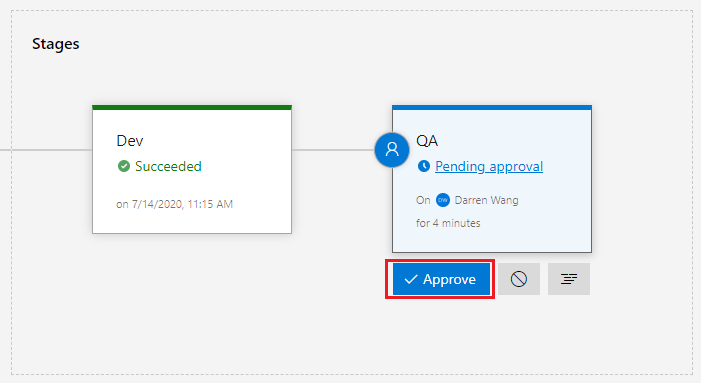 Stages
Dev
Succeeded
on 7/14/2020, 11:15 AM
QA
Pending approval
On DW Darren Wang
for 4 minutes
Approve